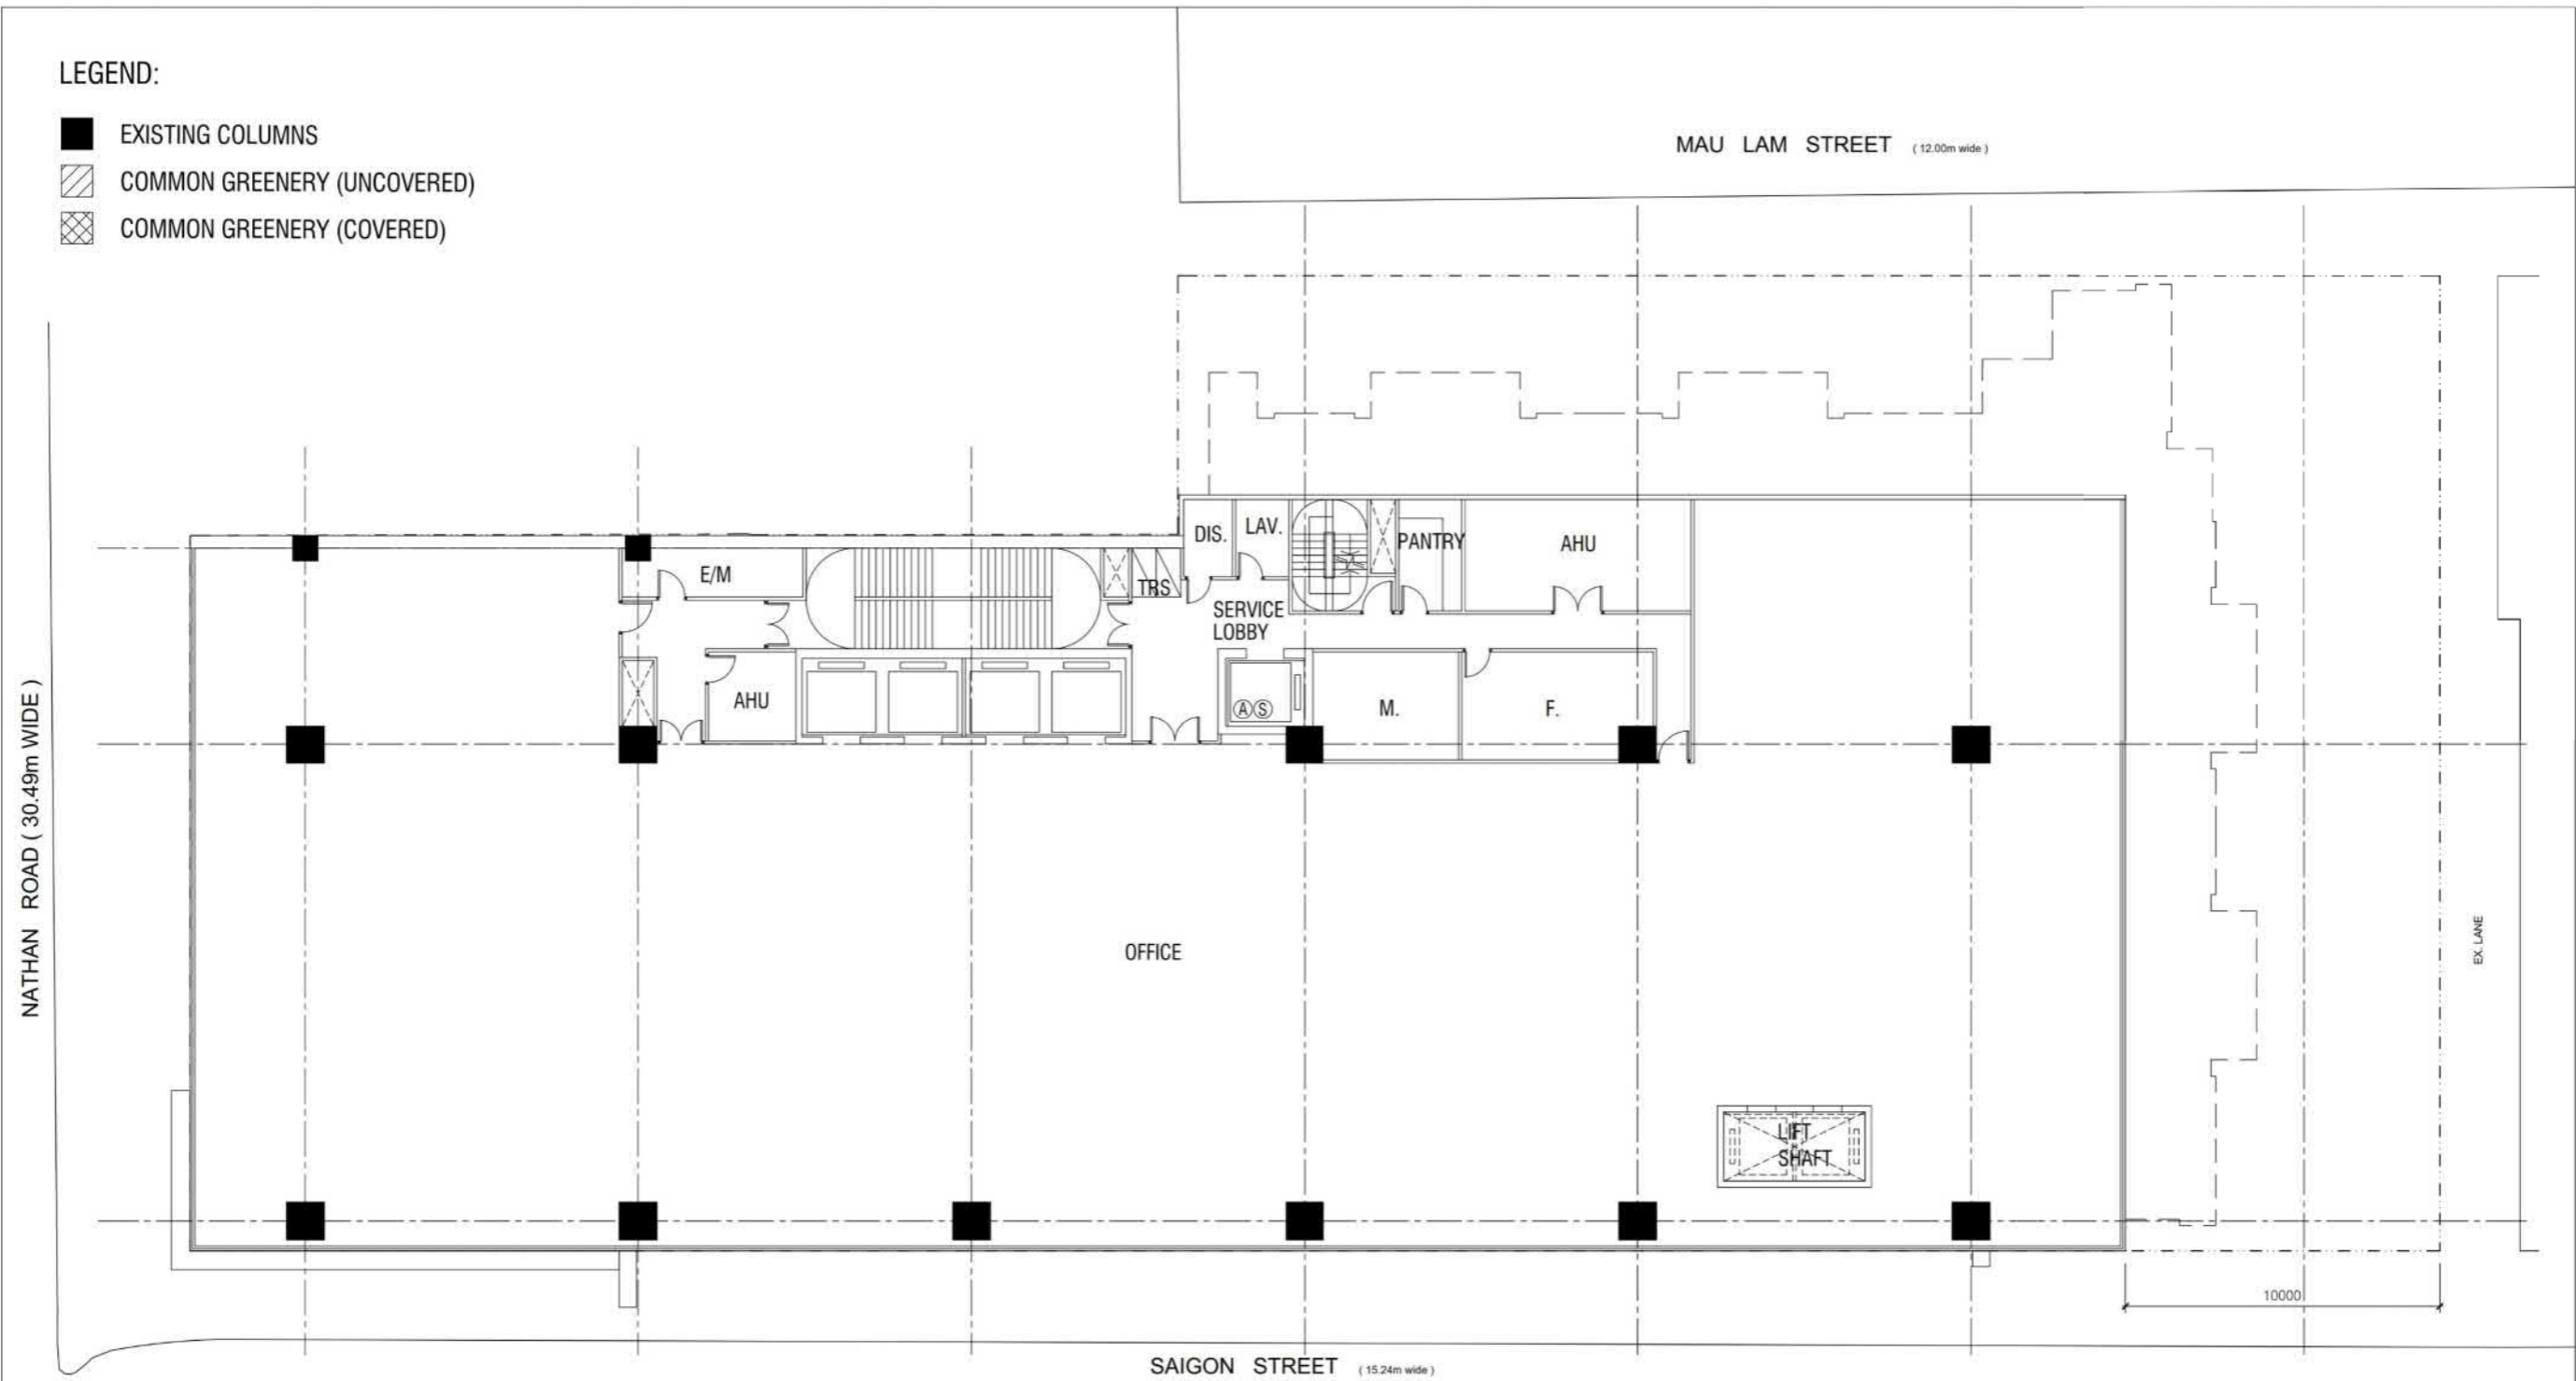 LEGEND:
EXISTING COLUMNS
COMMON GREENERY (UNCOVERED)
COMMON GREENERY (COVERED)
MAU LAM STREET ( 12.00m wide )
DIS.
LAV.
PANTRY
AHU
E/M
TRS
SERVICE
LOBBY
AHU
A S
M.
F.
NATHAN ROAD ( 30.49m WIDE )
OFFICE
EX. LANE
LIFT
SHAFT
10000
SAIGON STREET ( 15.24m wide )